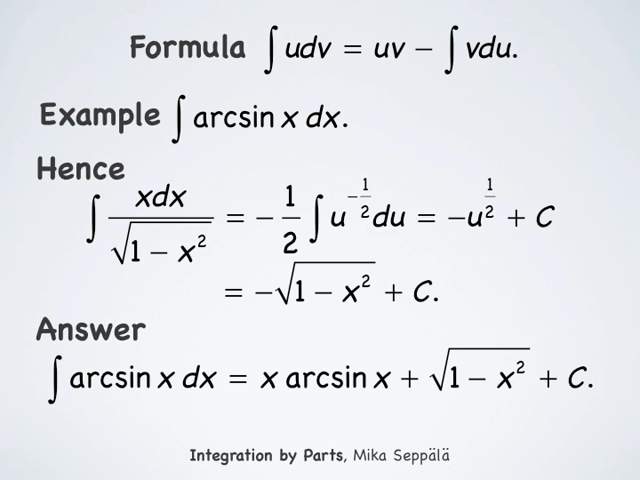 Formula ∫ udv = uv − ∫ vdu.
Example ∫ arcsin x dx.
Hence
∫ xdx / √(1 − x²) = − 1/2 ∫ u^(−1/2) du = −u^(1/2) + C
= −√(1 − x²) + C.
Answer
∫ arcsin x dx = x arcsin x + √(1 − x²) + C.
Integration by Parts, Mika Seppälä